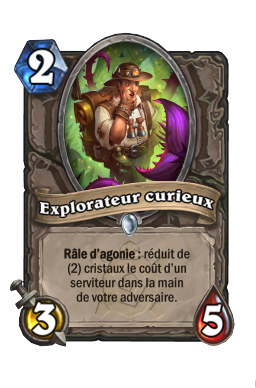 2
Explorateur curieux
Râle d'agonie : réduit de
(2) cristaux le coût d'un
serviteur dans la main
de votre adversaire.
3
5